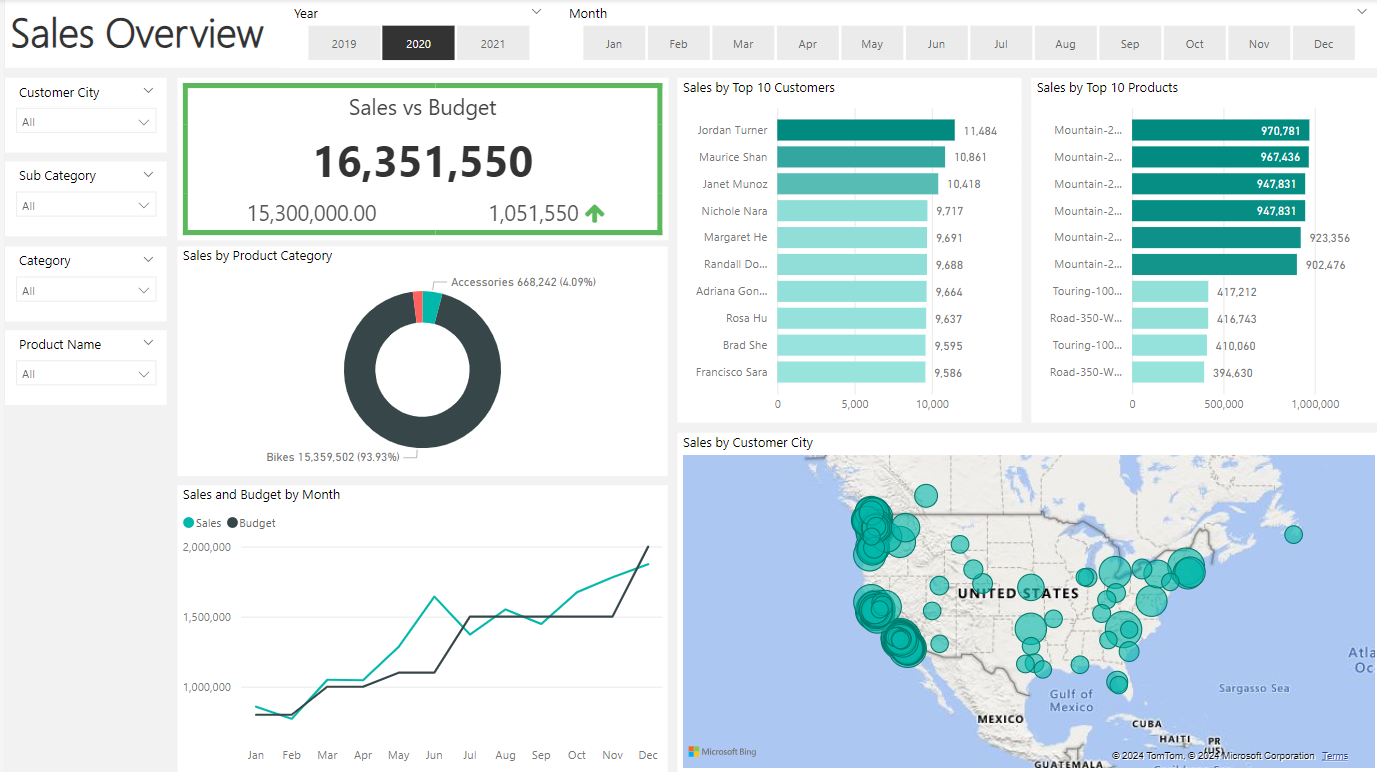 Sales Overview
Year
2019
2020
2021
Month
Jan
Feb
Mar
Apr
May
Jun
Jul
Aug
Sep
Oct
Nov
Dec
Customer City
All
Sub Category
All
Category
All
Product Name
All
Sales vs Budget
16,351,550
15,300,000.00
1,051,550
Sales by Product Category
Accessories 668,242 (4.09%)
Bikes 15,359,502 (93.93%)
Sales and Budget by Month
Sales
Budget
2,000,000
1,500,000
1,000,000
Jan
Feb
Mar
Apr
May
Jun
Jul
Aug
Sep
Oct
Nov
Dec
Sales by Top 10 Customers
Jordan Turner 11,484
Maurice Shan 10,861
Janet Munoz 10,418
Nichole Nara 9,717
Margaret He 9,691
Randall Do... 9,688
Adriana Gon... 9,664
Rosa Hu 9,637
Brad She 9,595
Francisco Sara 9,586
0
5,000
10,000
Sales by Top 10 Products
Mountain-2... 970,781
Mountain-2... 967,436
Mountain-2... 947,831
Mountain-2... 947,831
Mountain-2... 923,356
Mountain-2... 902,476
Touring-100... 417,212
Road-350-W... 416,743
Touring-100... 410,060
Road-350-W... 394,630
0
500,000
1,000,000
Sales by Customer City
UNITED STATES
Atla
Oc
Sargasso Sea
Gulf of
Mexico
MEXICO
CUBA
HAITI
PR
(US)
GUATEMALA
Microsoft Bing
© 2024 TomTom, © 2024 Microsoft Corporation
Terms